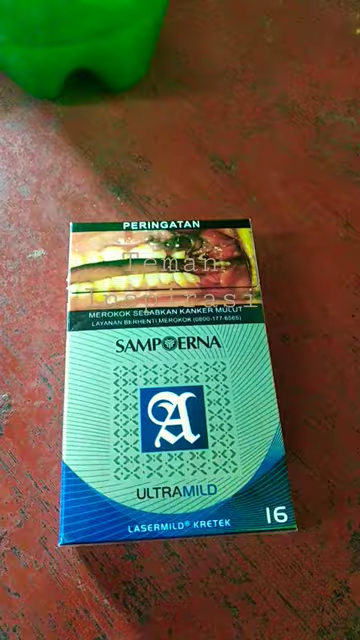 PERINGATAN
Teman
Inspirasi
MEROKOK SEBABKAN KANKER MULUT
LAYANAN BERHENTI MEROKOK (0800-177-6565)
SAMPOERNA
A
ULTRAMILD
16
LASERMILD® KRETEK